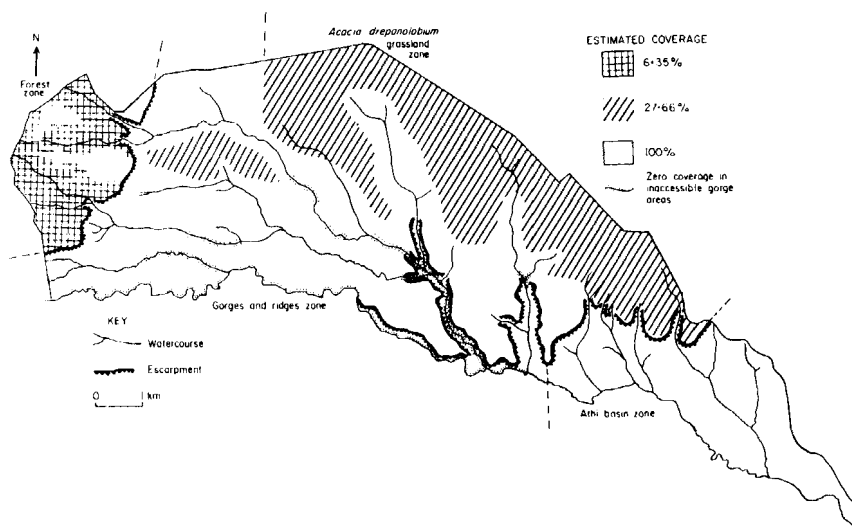 Acacia drepanolobium
grassland
zone
N
Forest
zone
ESTIMATED COVERAGE
6-35%
27-66%
100%
Zero coverage in
inaccessible gorge
areas
Gorges and ridges zone
KEY
Watercourse
Escarpment
0 1 km
Athi basin zone